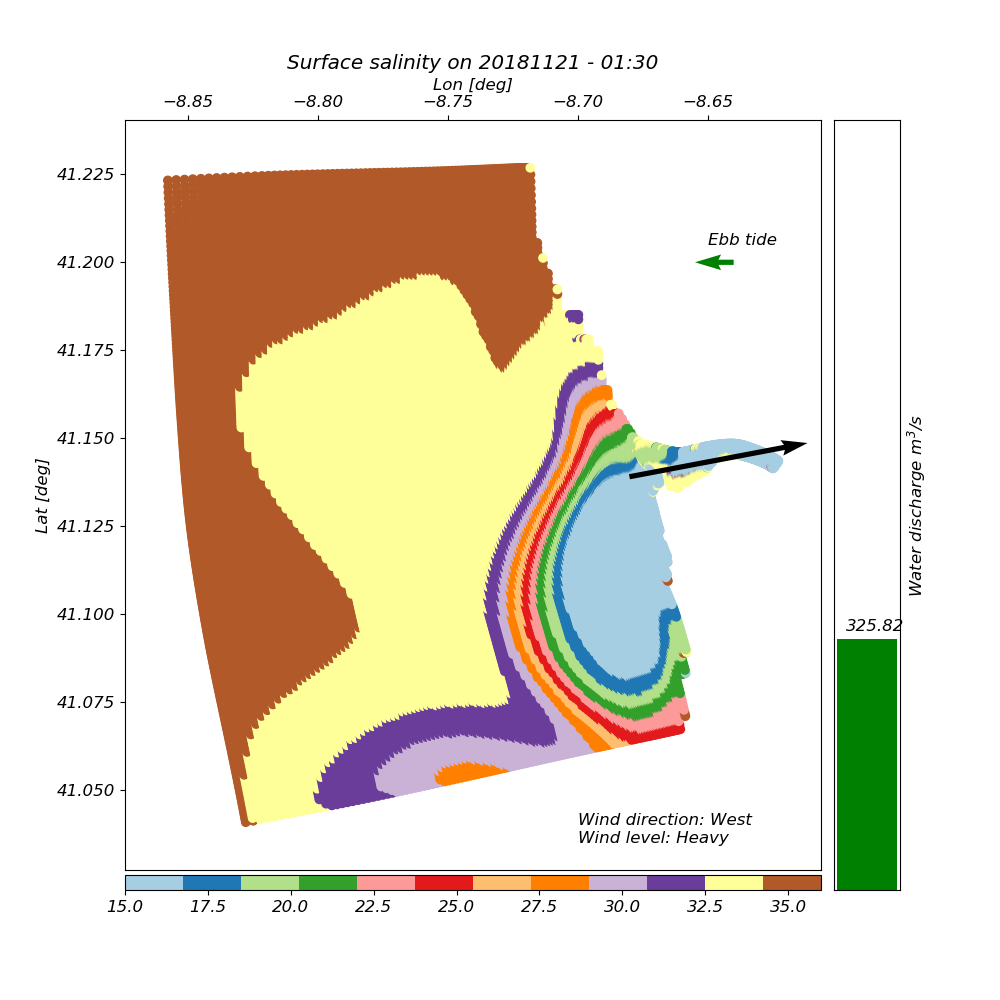 Surface salinity on 20181121 - 01:30
Lon [deg]
−8.85 −8.80 −8.75 −8.70 −8.65
41.225
41.200
41.175
41.150
41.125
41.100
41.075
41.050
Lat [deg]
Ebb tide
Wind direction: West
Wind level: Heavy
15.0 17.5 20.0 22.5 25.0 27.5 30.0 32.5 35.0
325.82
Water discharge m³/s